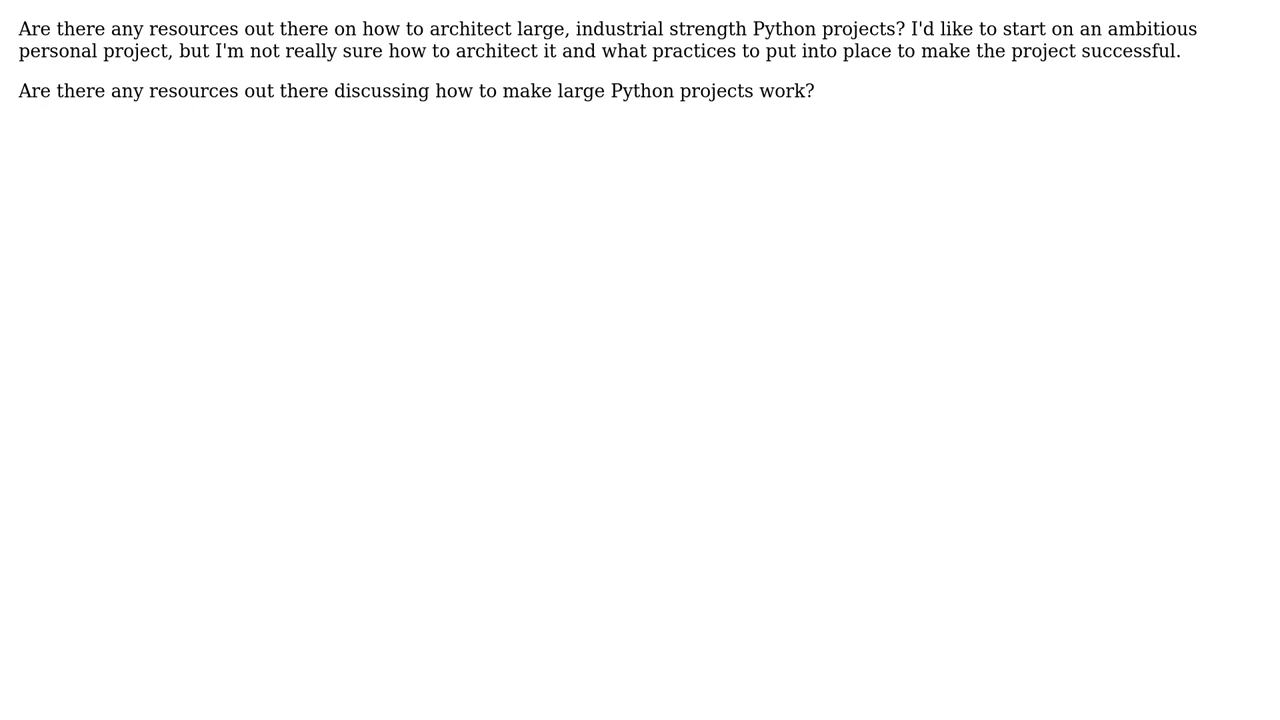 Are there any resources out there on how to architect large, industrial strength Python projects? I'd like to start on an ambitious
personal project, but I'm not really sure how to architect it and what practices to put into place to make the project successful.
Are there any resources out there discussing how to make large Python projects work?